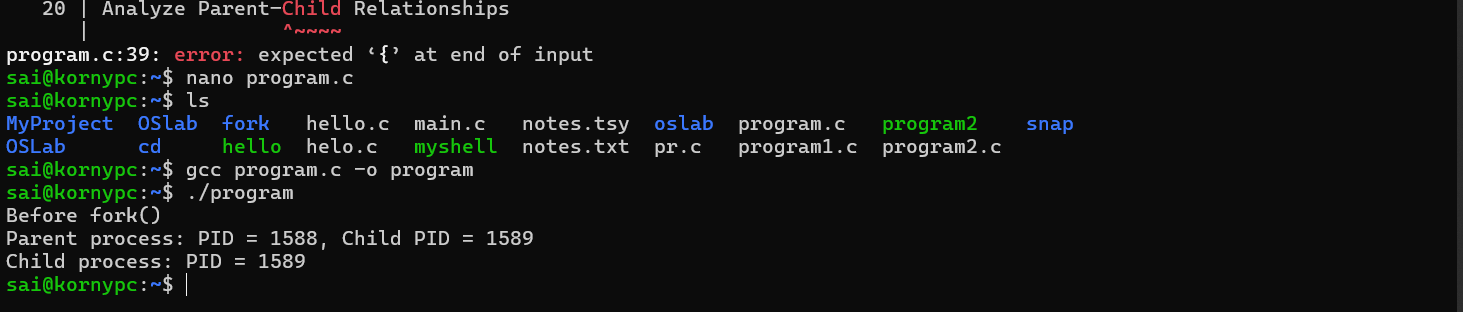 20 | Analyze Parent-Child Relationships
| ^~~~~
program.c:39: error: expected ‘{’ at end of input
sai@kornypc:~$ nano program.c
sai@kornypc:~$ ls
MyProject OSlab fork hello.c main.c notes.tsy oslab program.c program2 snap
OSLab cd hello helo.c myshell notes.txt pr.c program1.c program2.c
sai@kornypc:~$ gcc program.c -o program
sai@kornypc:~$ ./program
Before fork()
Parent process: PID = 1588, Child PID = 1589
Child process: PID = 1589
sai@kornypc:~$